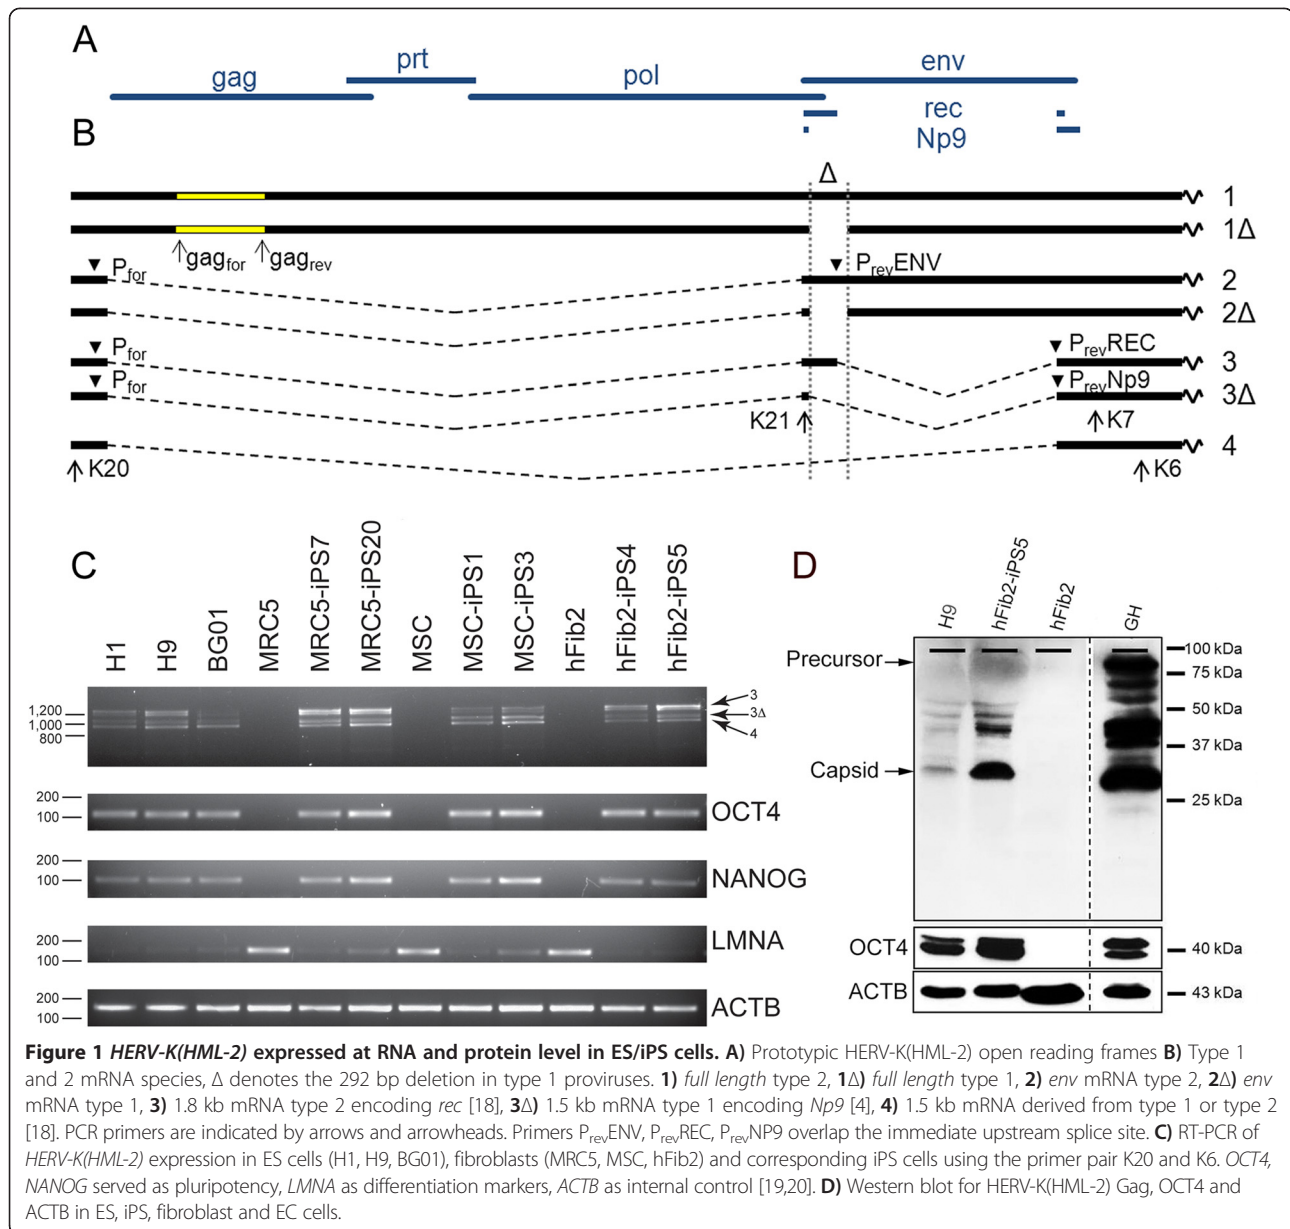 A
gag
prt
pol
env
rec
Np9
B
Δ
1
1Δ
gagfor
gagrev
Pfor
PrevENV
2
2Δ
Pfor
PrevREC
3
Pfor
PrevNp9
3Δ
K21
K7
4
K20
K6
C
H1
H9
BG01
MRC5
MRC5-iPS7
MRC5-iPS20
MSC
MSC-iPS1
MSC-iPS3
hFib2
hFib2-iPS4
hFib2-iPS5
1,200
1,000
800
3
3Δ
4
200
100
OCT4
200
100
NANOG
200
100
LMNA
200
100
ACTB
D
H9
hFib2-iPS5
hFib2
GH
Precursor
Capsid
100 kDa
75 kDa
50 kDa
37 kDa
25 kDa
OCT4
40 kDa
ACTB
43 kDa
Figure 1 HERV-K(HML-2) expressed at RNA and protein level in ES/iPS cells. A) Prototypic HERV-K(HML-2) open reading frames B) Type 1
and 2 mRNA species, Δ denotes the 292 bp deletion in type 1 proviruses. 1) full length type 2, 1Δ) full length type 1, 2) env mRNA type 2, 2Δ) env
mRNA type 1, 3) 1.8 kb mRNA type 2 encoding rec [18], 3Δ) 1.5 kb mRNA type 1 encoding Np9 [4], 4) 1.5 kb mRNA derived from type 1 or type 2
[18]. PCR primers are indicated by arrows and arrowheads. Primers PrevENV, PrevREC, PrevNP9 overlap the immediate upstream splice site. C) RT-PCR of
HERV-K(HML-2) expression in ES cells (H1, H9, BG01), fibroblasts (MRC5, MSC, hFib2) and corresponding iPS cells using the primer pair K20 and K6. OCT4,
NANOG served as pluripotency, LMNA as differentiation markers, ACTB as internal control [19,20]. D) Western blot for HERV-K(HML-2) Gag, OCT4 and
ACTB in ES, iPS, fibroblast and EC cells.